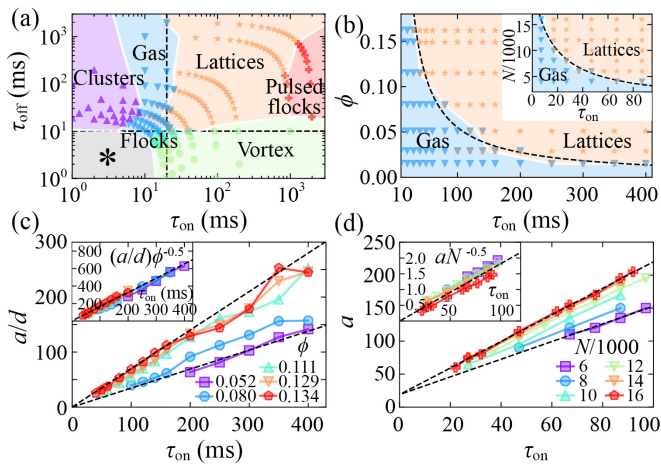 (a)
10³
10²
10¹
10⁰
τoff (ms)
Clusters
Gas
Lattices
Pulsed
flocks
Flocks
Vortex
*
10⁰
10¹
10²
10³
τon (ms)
(b)
0.15
0.10
0.05
0.00
ϕ
Gas
Lattices
10
100
200
300
400
τon (ms)
15
10
5
N/1000
Lattices
Gas
0
40
80
τon
(c)
300
200
100
0
a/d
800
600
400
200
(a/d)ϕ⁻⁰·⁵
τon (ms)
0
100
200
300
400
ϕ
0.052
0.080
0.111
0.129
0.134
0
100
200
300
400
τon (ms)
(d)
250
200
150
100
50
0
a
2.0
1.5
1.0
aN⁻⁰·⁵
τon
50
100
N/1000
6
8
10
12
14
16
0
20
40
60
80
100
τon